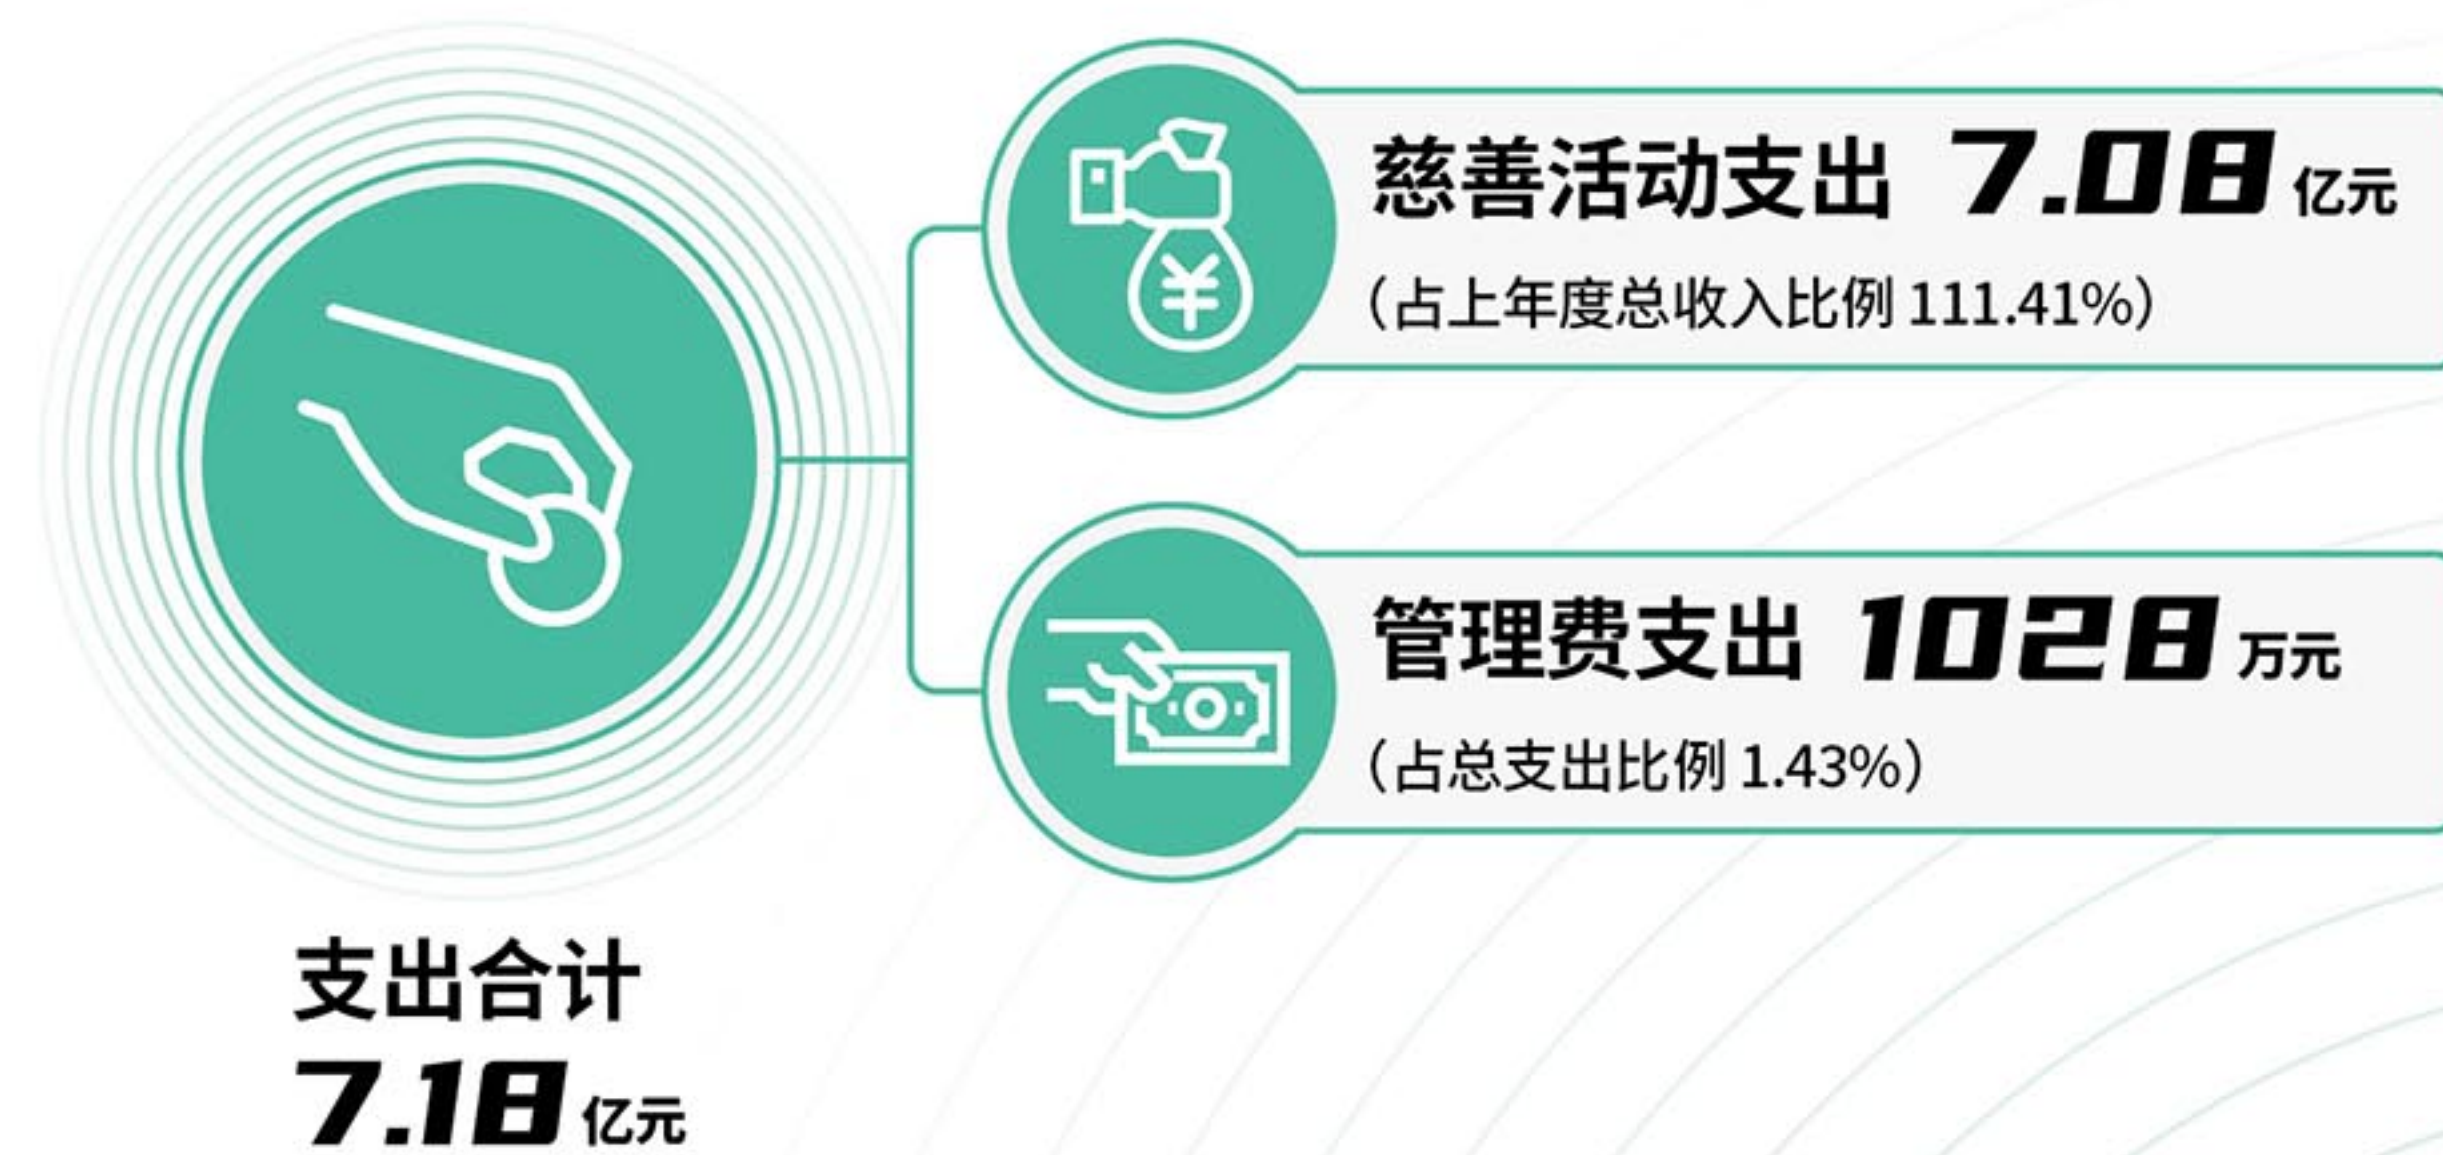 慈善活动支出 7.08 亿元
（占上年度总收入比例 111.41%）
管理费支出 1028 万元
（占总支出比例 1.43%）
支出合计
7.18 亿元